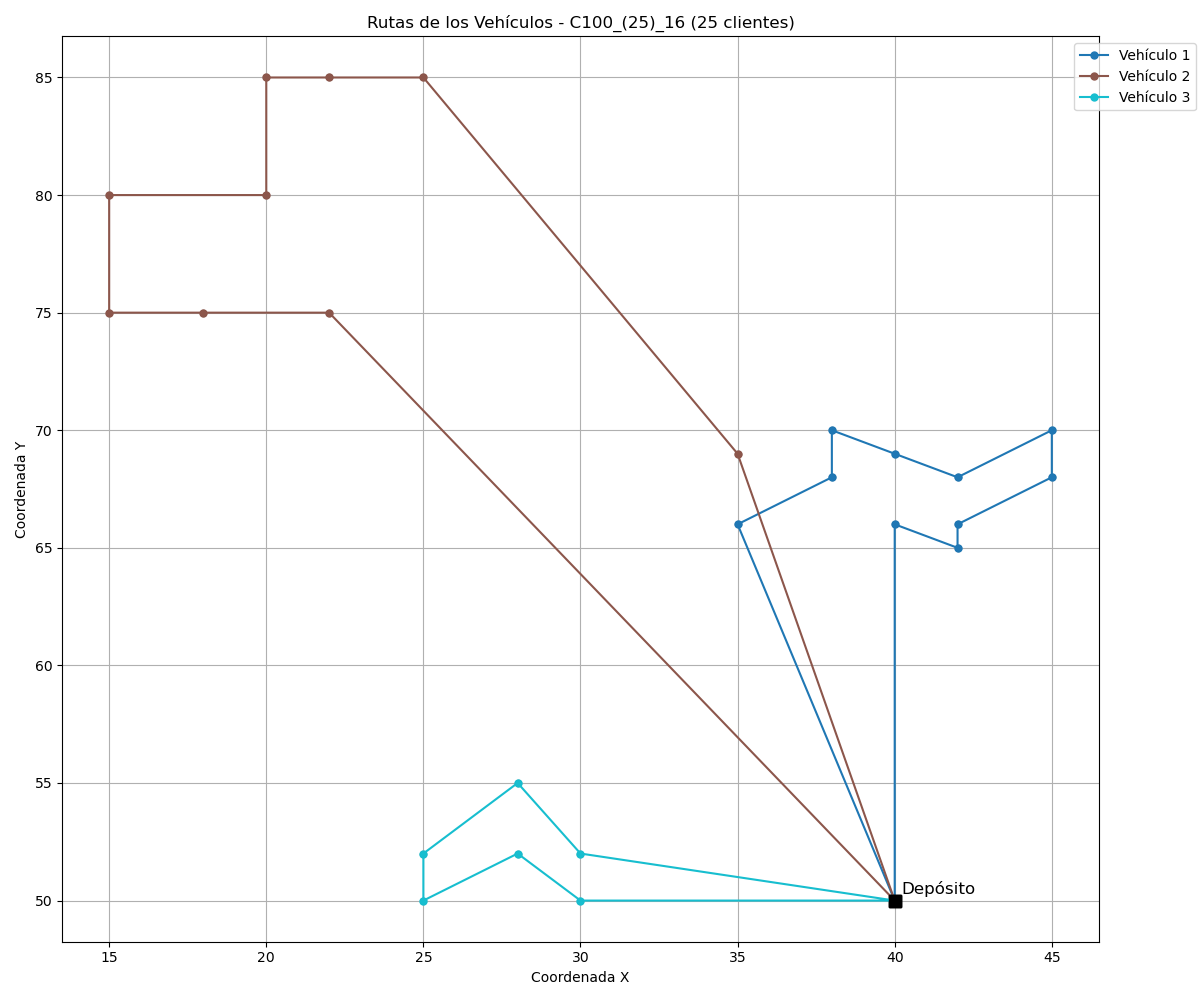 Rutas de los Vehículos - C100_(25)_16 (25 clientes)
Vehículo 1
Vehículo 2
Vehículo 3
Coordenada Y
85
80
75
70
65
60
55
50
Depósito
15 20 25 30 35 40 45
Coordenada X